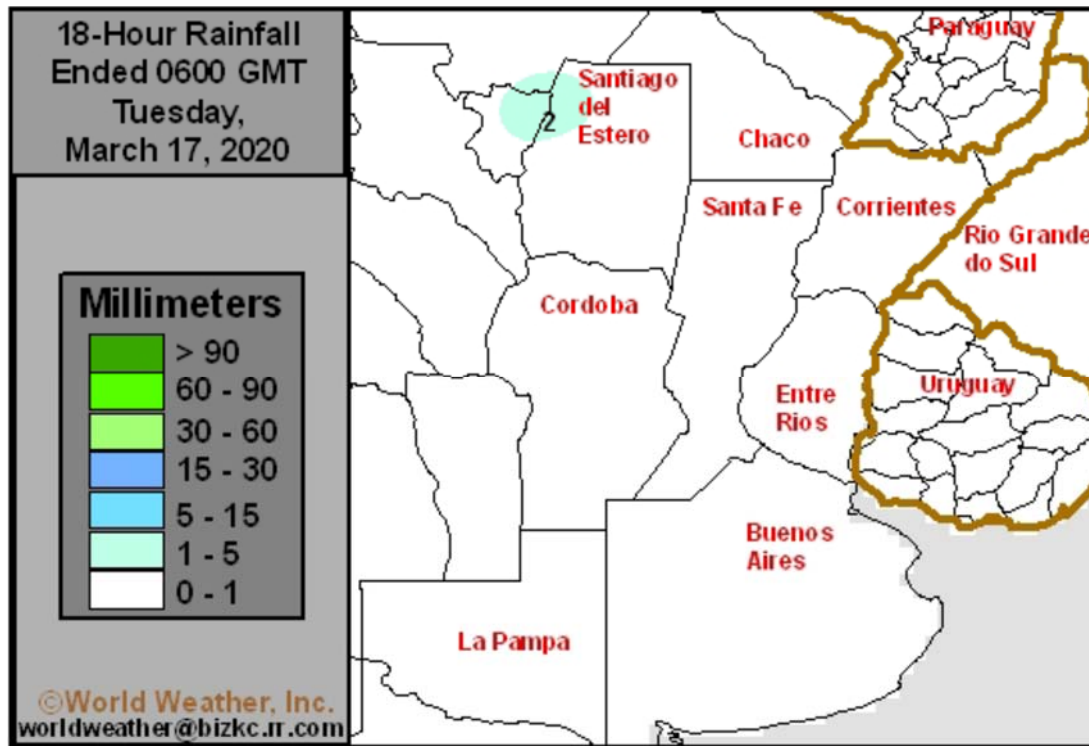 18-Hour Rainfall
Ended 0600 GMT
Tuesday,
March 17, 2020
Millimeters
> 90
60 - 90
30 - 60
15 - 30
5 - 15
1 - 5
0 - 1
©World Weather, Inc.
worldweather@bizkc.rr.com
Paraguay
Santiago
del
Estero
2
Chaco
Santa Fe
Corrientes
Rio Grande
do Sul
Cordoba
Uruguay
Entre
Rios
Buenos
Aires
La Pampa